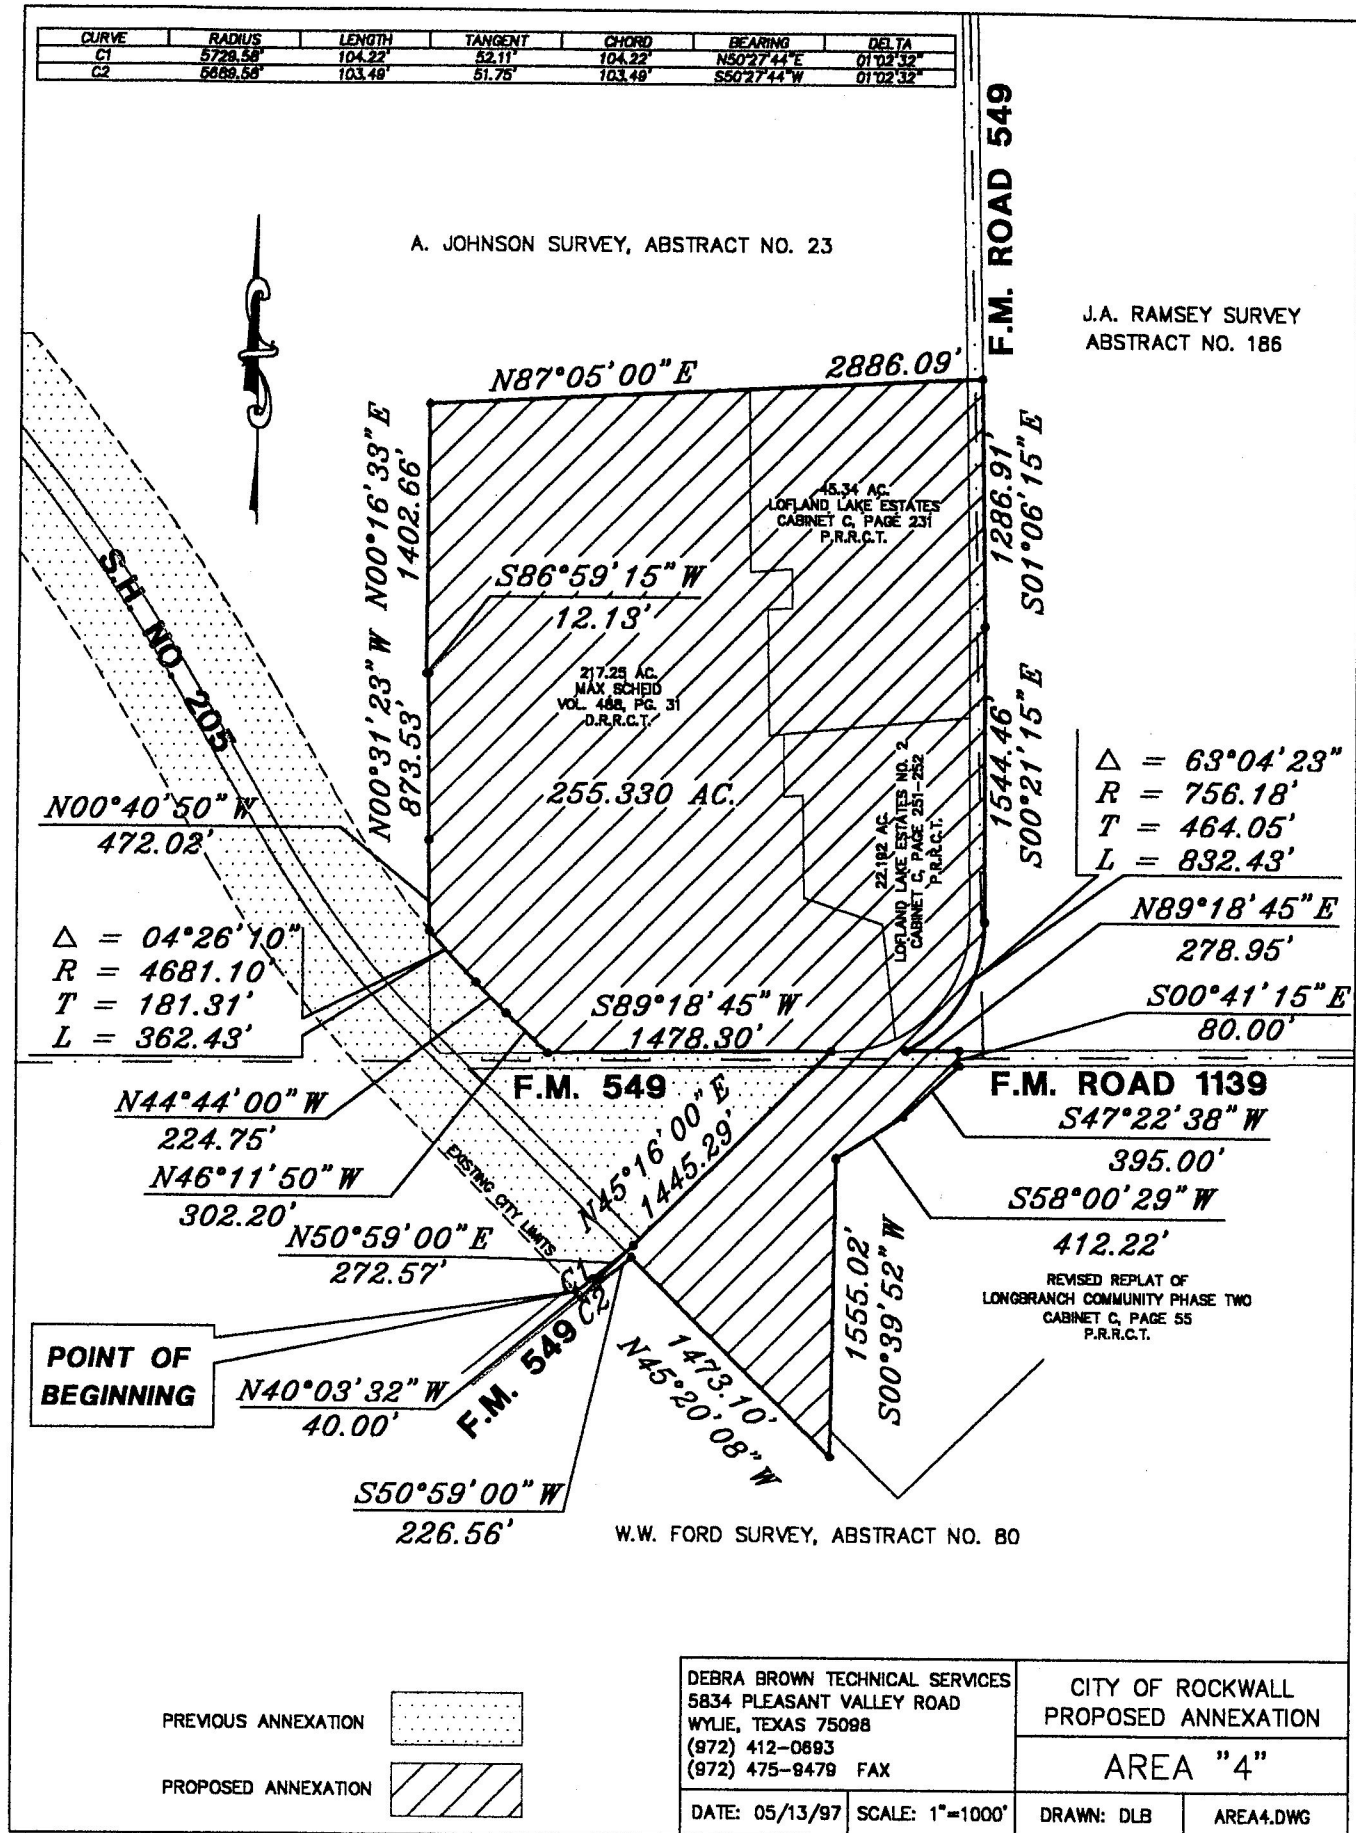 CURVE RADIUS LENGTH TANGENT CHORD BEARING DELTA
C1 5729.58' 104.22' 52.11' 104.22' N50°27'44"E 01°02'32"
C2 5689.58' 103.49' 51.75' 103.49' S50°27'44"W 01°02'32"
F.M. ROAD 549
A. JOHNSON SURVEY, ABSTRACT NO. 23
J.A. RAMSEY SURVEY
ABSTRACT NO. 186
N87°05'00"E 2886.09'
N00°16'33"E
1402.66'
1286.91'
S01°06'15"E
45.34 AC.
LOFLAND LAKE ESTATES
CABINET C, PAGE 231
P.R.R.C.T.
S86°59'15"W
12.13'
S.H. NO. 205
217.25 AC.
MAX SCHEID
VOL. 488, PG. 31
D.R.R.C.T.
N00°31'23"W
873.53'
1544.46'
S00°21'15"E
255.330 AC.
22.192 AC.
LOFLAND LAKE ESTATES NO. 2
CABINET C, PAGE 251-252
P.R.R.C.T.
Δ = 63°04'23"
R = 756.18'
T = 464.05'
L = 832.43'
N00°40'50"W
472.02'
N89°18'45"E
278.95'
Δ = 04°26'10"
R = 4681.10'
T = 181.31'
L = 362.43'
S89°18'45"W
1478.30'
S00°41'15"E
80.00'
F.M. 549
F.M. ROAD 1139
N44°44'00"W
224.75'
S47°22'38"W
395.00'
N45°16'00"E
1445.29'
N46°11'50"W
302.20'
EXISTING CITY LIMITS
S58°00'29"W
412.22'
N50°59'00"E
272.57'
C1
C2
1555.02'
S00°39'52"W
REVISED REPLAT OF
LONGBRANCH COMMUNITY PHASE TWO
CABINET C, PAGE 55
P.R.R.C.T.
POINT OF
BEGINNING
F.M. 549
1473.10'
N45°20'08"W
N40°03'32"W
40.00'
S50°59'00"W
226.56'
W.W. FORD SURVEY, ABSTRACT NO. 80
PREVIOUS ANNEXATION
PROPOSED ANNEXATION
DEBRA BROWN TECHNICAL SERVICES
5834 PLEASANT VALLEY ROAD
WYLIE, TEXAS 75098
(972) 412-0693
(972) 475-9479 FAX
CITY OF ROCKWALL
PROPOSED ANNEXATION
AREA "4"
DATE: 05/13/97 SCALE: 1"=1000' DRAWN: DLB AREA4.DWG